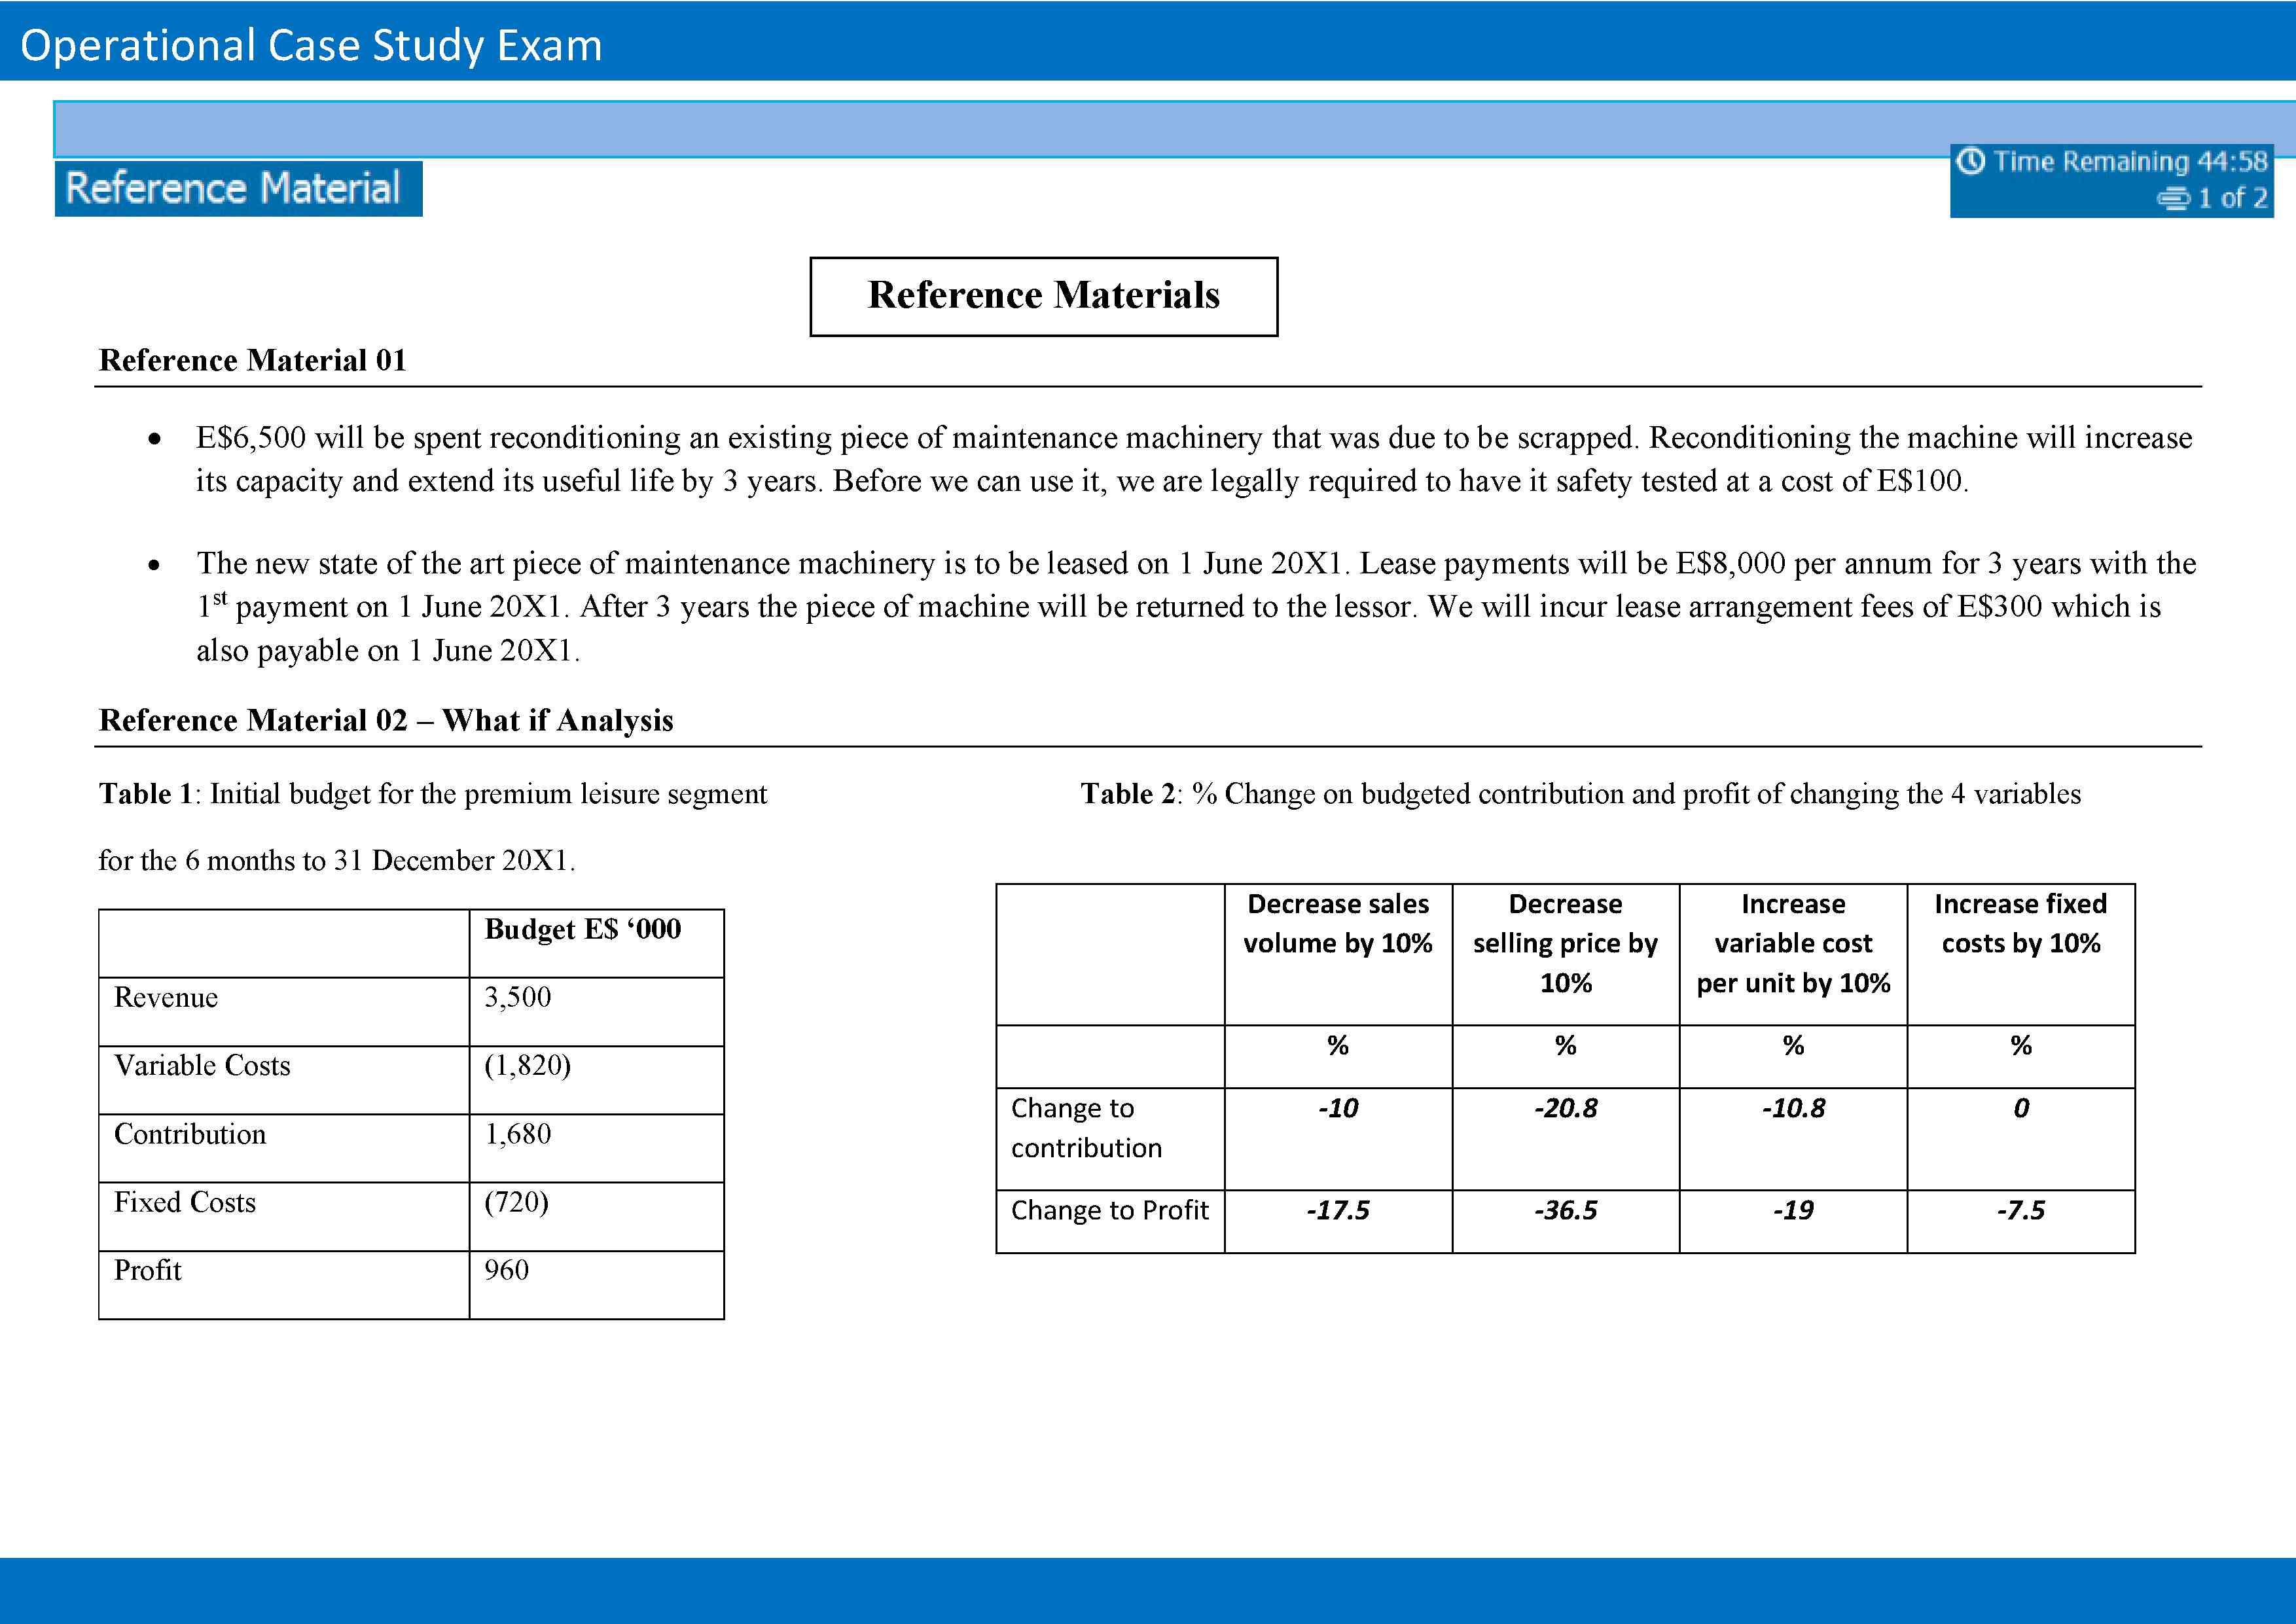 Operational Case Study Exam
Reference Material
Time Remaining 44:58
1 of 2
Reference Materials
Reference Material 01
• E$6,500 will be spent reconditioning an existing piece of maintenance machinery that was due to be scrapped. Reconditioning the machine will increase
its capacity and extend its useful life by 3 years. Before we can use it, we are legally required to have it safety tested at a cost of E$100.
• The new state of the art piece of maintenance machinery is to be leased on 1 June 20X1. Lease payments will be E$8,000 per annum for 3 years with the
1st payment on 1 June 20X1. After 3 years the piece of machine will be returned to the lessor. We will incur lease arrangement fees of E$300 which is
also payable on 1 June 20X1.
Reference Material 02 – What if Analysis
Table 1: Initial budget for the premium leisure segment
for the 6 months to 31 December 20X1.
Budget E$ ‘000
Revenue 3,500
Variable Costs (1,820)
Contribution 1,680
Fixed Costs (720)
Profit 960
Table 2: % Change on budgeted contribution and profit of changing the 4 variables
Decrease sales volume by 10% Decrease selling price by 10% Increase variable cost per unit by 10% Increase fixed costs by 10%
% % % %
Change to contribution -10 -20.8 -10.8 0
Change to Profit -17.5 -36.5 -19 -7.5